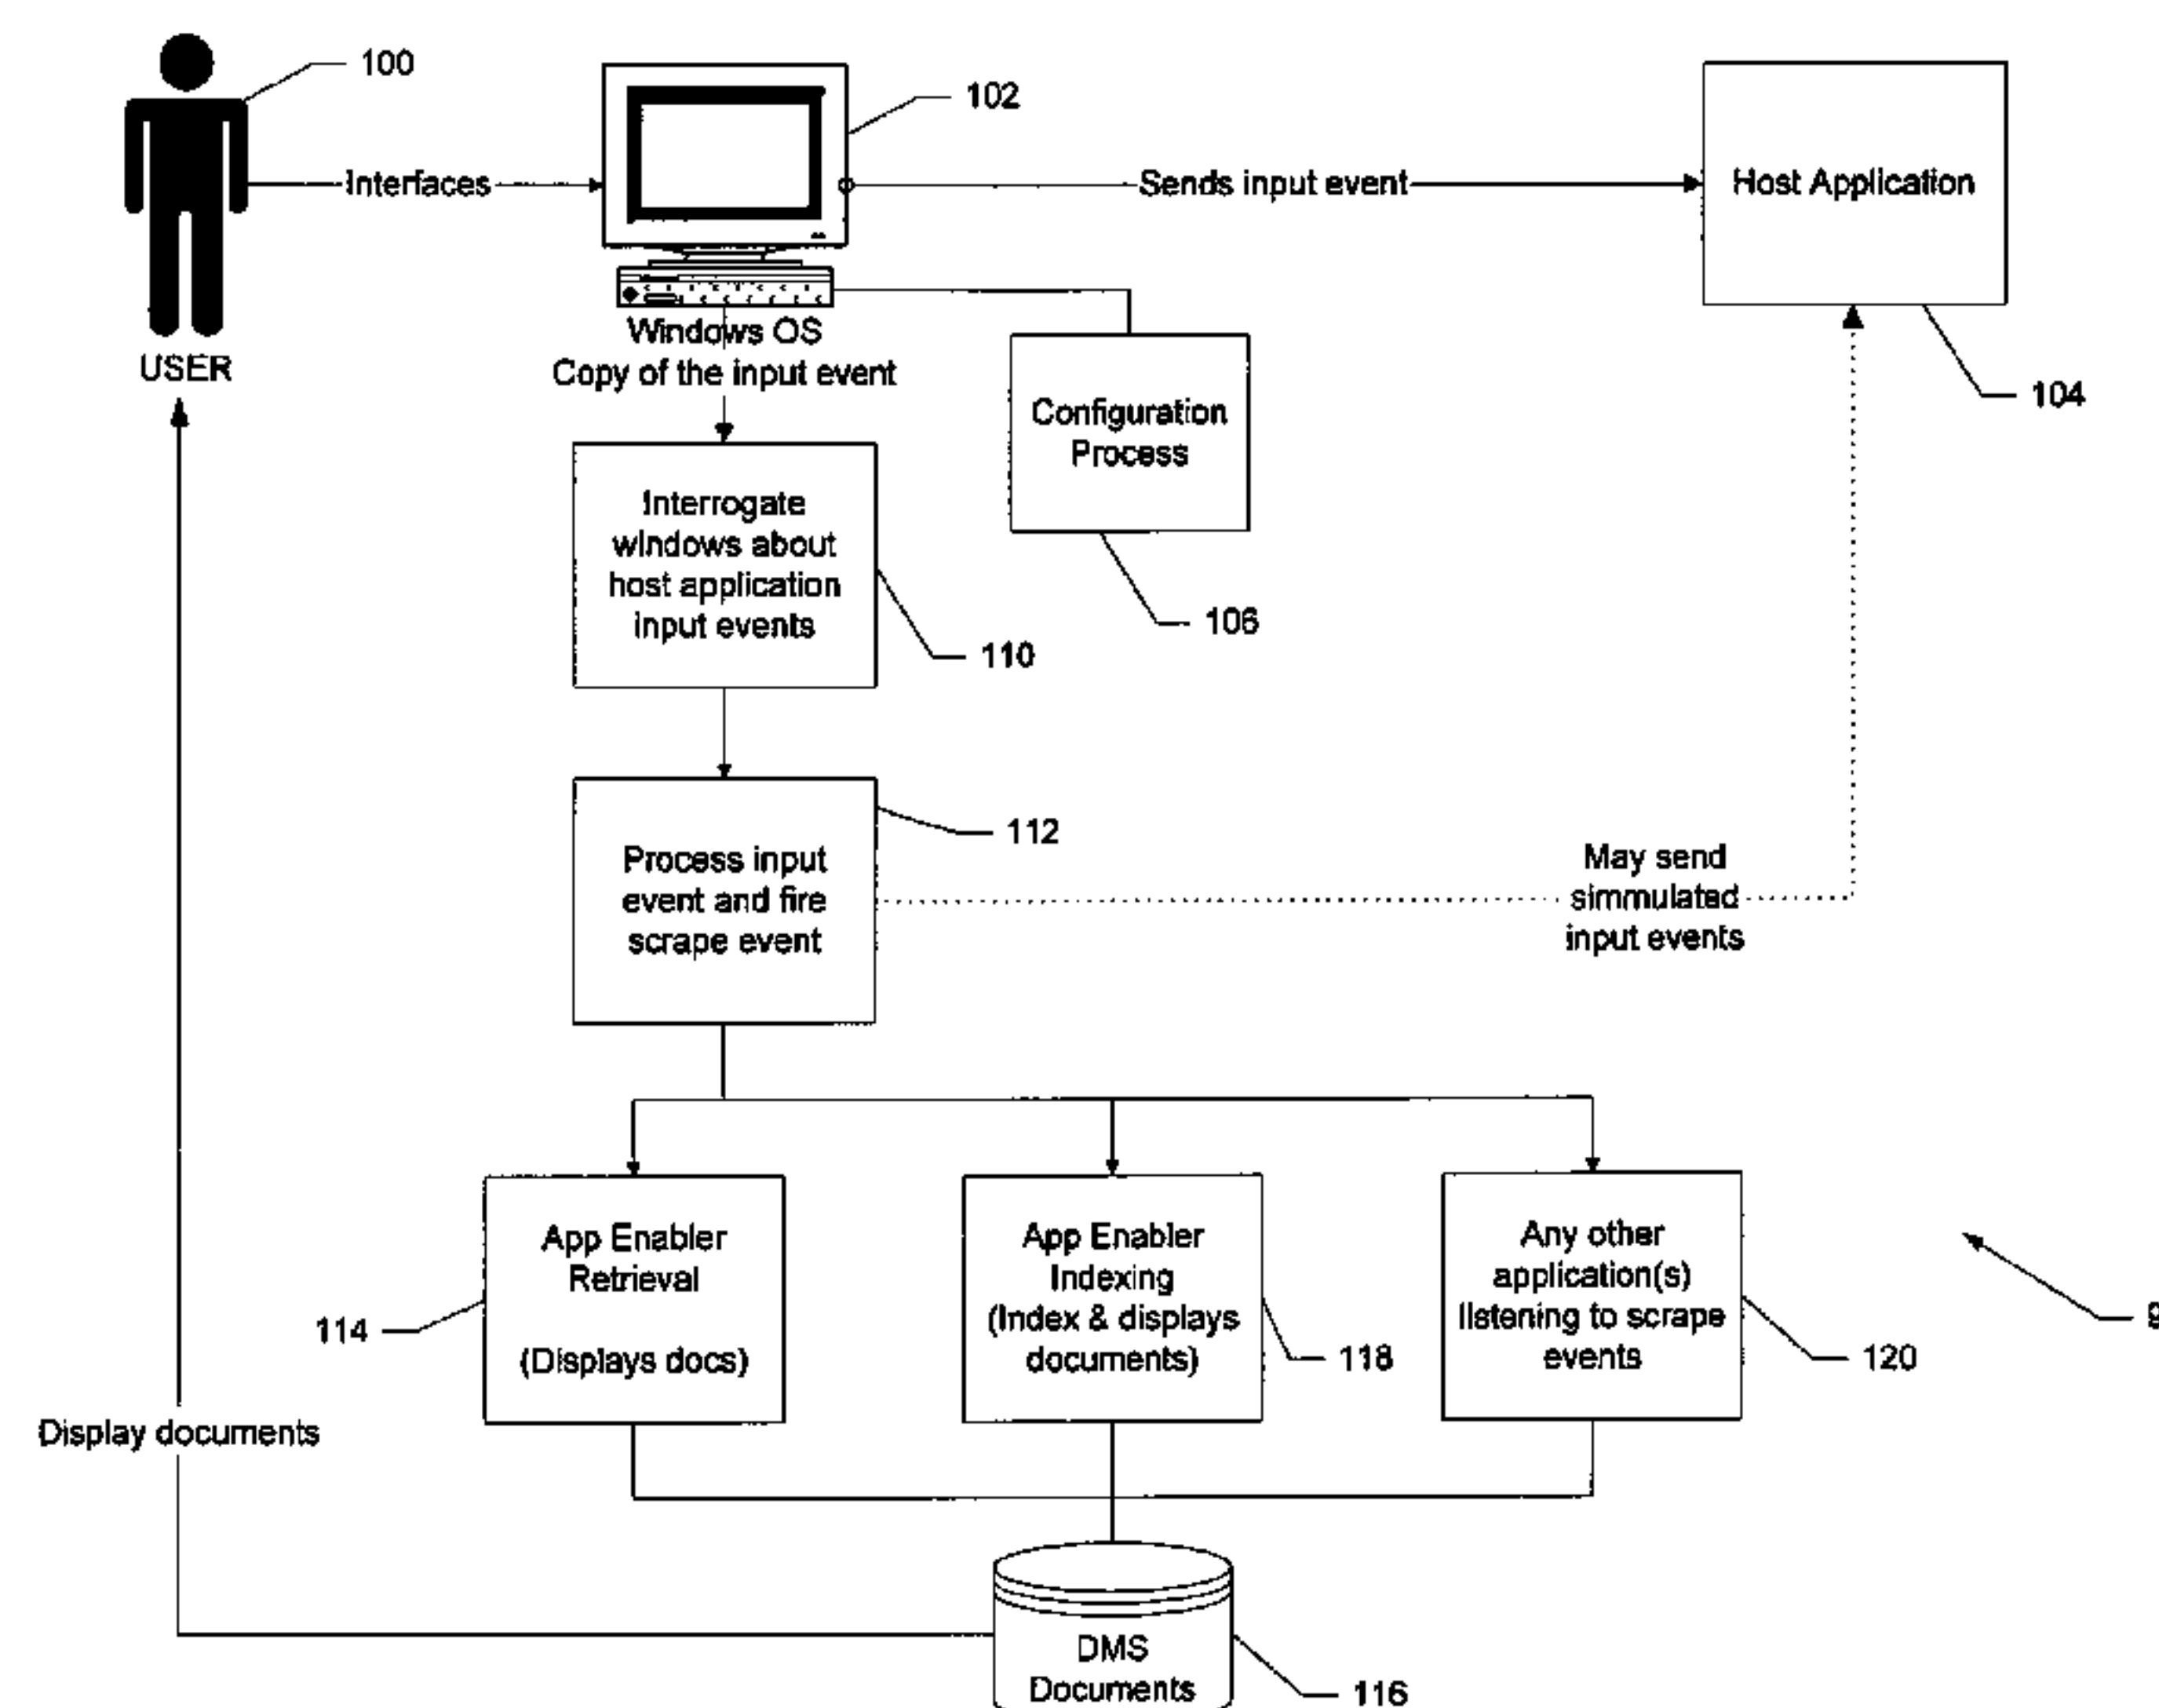 100
102
Interfaces
Sends input event
Host Application
USER
Windows OS
Copy of the input event
Configuration
Process
104
Interrogate
windows about
host application
input events
106
110
112
Process input
event and fire
scrape event
May send
simmulated
input events
App Enabler
Retrieval
(Displays docs)
114
App Enabler
Indexing
(Index & displays
documents)
118
Any other
application(s)
listening to scrape
events
120
Display documents
DMS
Documents
116